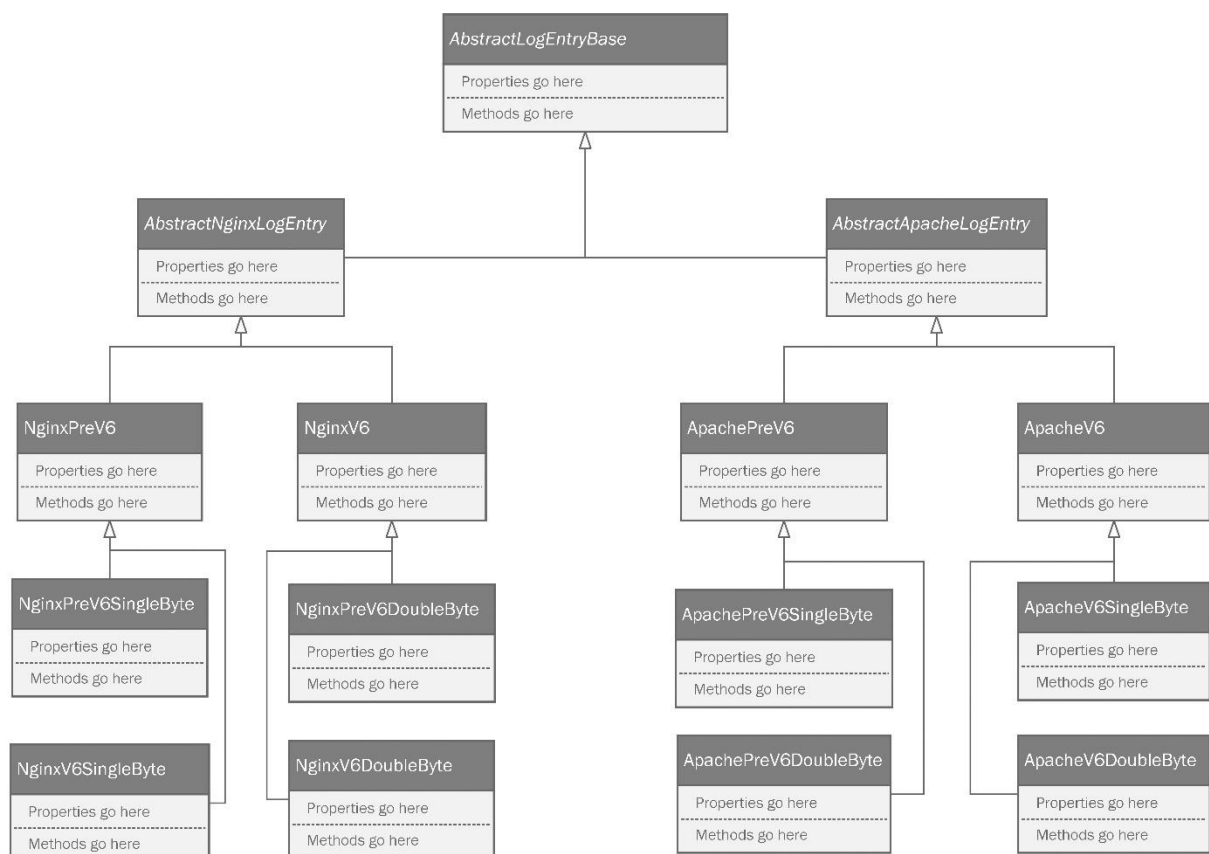 AbstractLogEntryBase
Properties go here
Methods go here
AbstractNginxLogEntry
Properties go here
Methods go here
AbstractApacheLogEntry
Properties go here
Methods go here
NginxPreV6
Properties go here
Methods go here
NginxV6
Properties go here
Methods go here
ApachePreV6
Properties go here
Methods go here
ApacheV6
Properties go here
Methods go here
NginxPreV6SingleByte
Properties go here
Methods go here
NginxPreV6DoubleByte
Properties go here
Methods go here
ApachePreV6SingleByte
Properties go here
Methods go here
ApacheV6SingleByte
Properties go here
Methods go here
NginxV6SingleByte
Properties go here
Methods go here
NginxV6DoubleByte
Properties go here
Methods go here
ApachePreV6DoubleByte
Properties go here
Methods go here
ApacheV6DoubleByte
Properties go here
Methods go here